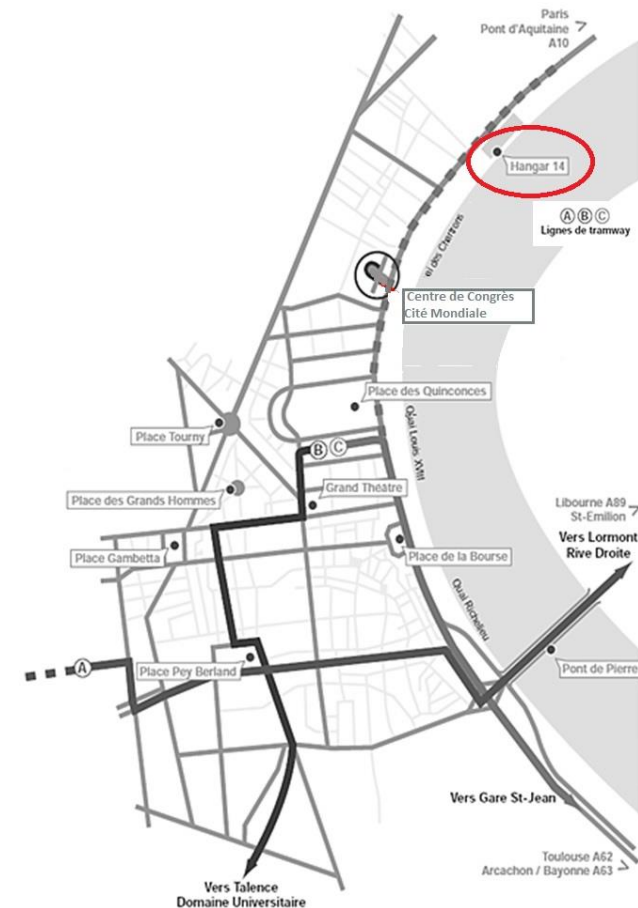 Paris
Pont d'Aquitaine
A10
Hangar 14
A B C
Lignes de tramway
ei des Chartrons
Centre de Congrès
Cité Mondiale
Place des Quinconces
Quai Louis XVIII
Place Tourny
B C
Grand Théâtre
Place des Grands Hommes
Libourne A89
St-Emilion
Vers Lormont
Rive Droite
Place Gambetta
Place de la Bourse
Quai Richelieu
A
Place Pey Berland
Pont de Pierre
Vers Gare St-Jean
Toulouse A62
Arcachon / Bayonne A63
Vers Talence
Domaine Universitaire